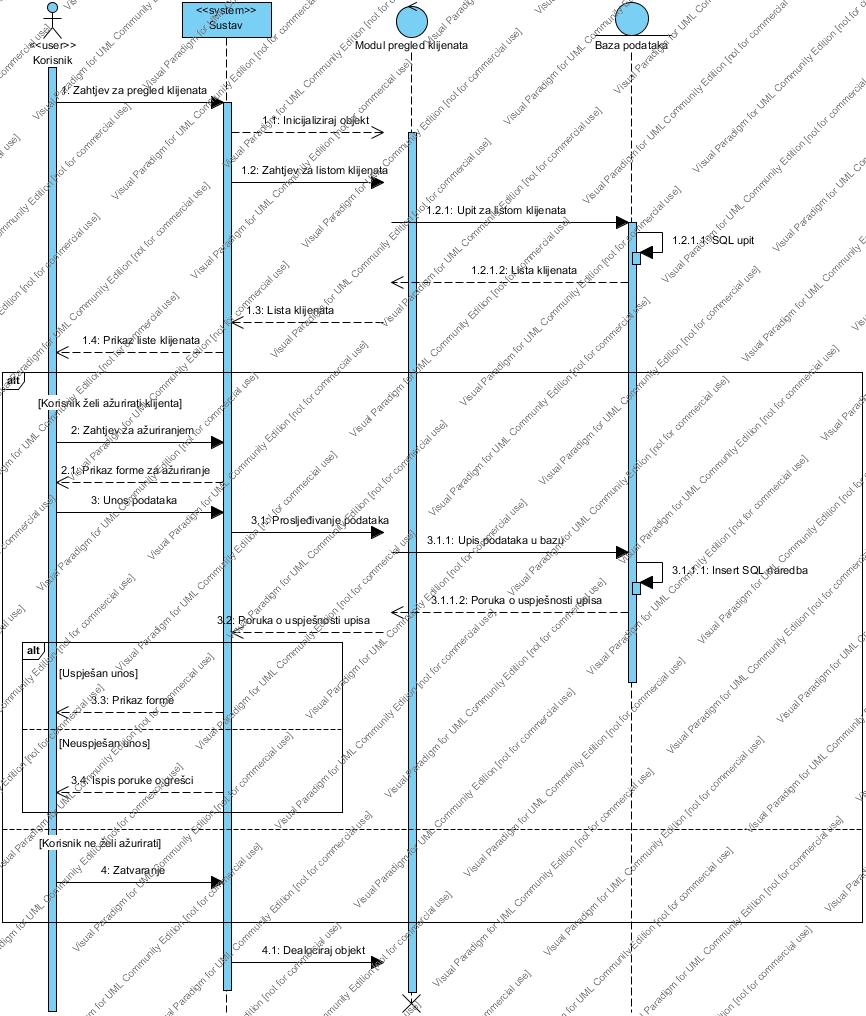 <<user>>
Korisnik
<<system>>
Sustav
Modul pregled klijenata
Baza podataka
1: Zahtjev za pregled klijenata
1.1: Inicijaliziraj objekt
1.2: Zahtjev za listom klijenata
1.2.1: Upit za listom klijenata
1.2.1.1: SQL upit
1.2.1.2: Lista klijenata
1.3: Lista klijenata
1.4: Prikaz liste klijenata
alt
[Korisnik želi ažurirati klijenta]
2: Zahtjev za ažuriranjem
2.1: Prikaz forme za ažuriranje
3: Unos podataka
3.1: Prosljeđivanje podataka
3.1.1: Upis podataka u bazu
3.1.1.1: Insert SQL naredba
3.1.1.2: Poruka o uspješnosti upisa
3.2: Poruka o uspješnosti upisa
alt
[Uspješan unos]
3.3: Prikaz forme
[Neuspješan unos]
3.4: Ispis poruke o grešci
[Korisnik ne želi ažurirati]
4: Zatvaranje
4.1: Dealociraj objekt
Visual Paradigm for UML Community Edition [not for commercial use]